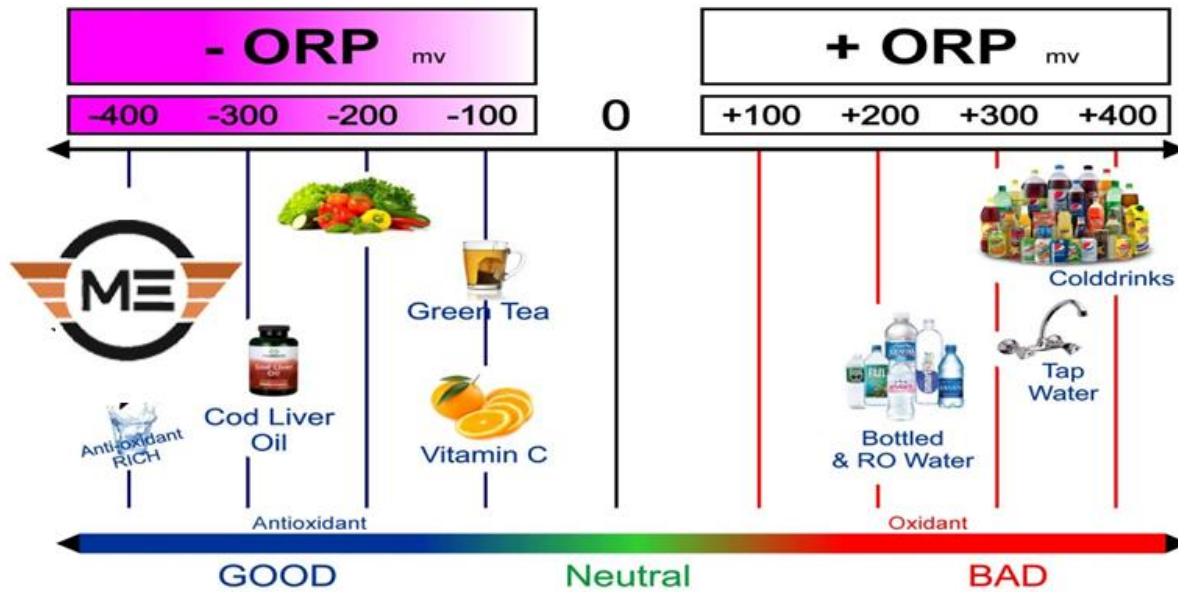 - ORP mv
+ ORP mv
-400 -300 -200 -100 0 +100 +200 +300 +400
ME
Green Tea
Colddrinks
Cod Liver
Oil
Tap
Water
Anti-oxidant
RICH
Vitamin C
Bottled
& RO Water
Antioxidant
Oxidant
GOOD
Neutral
BAD